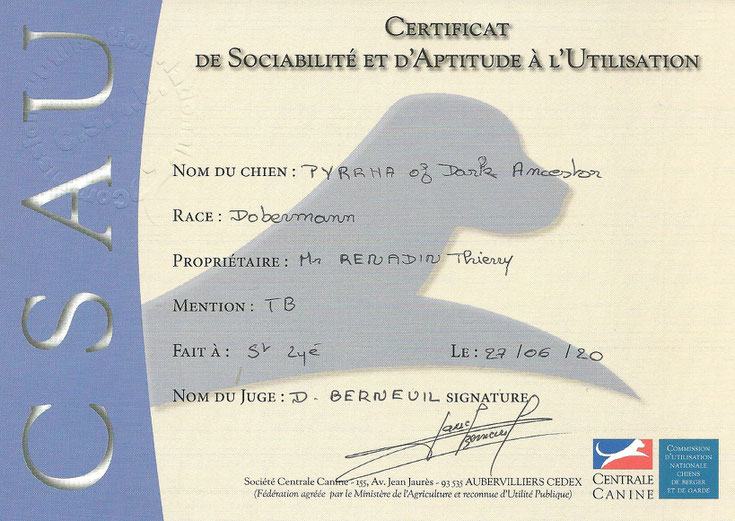 CSAU
CERTIFICAT
DE SOCIABILITÉ ET D'APTITUDE À L'UTILISATION
NOM DU CHIEN : PYRRHA of Dark Ancestor
RACE : Dobermann
PROPRIÉTAIRE : Mr RENADIN Thierry
MENTION : TB
FAIT À : St Lyé LE : 27/06/20
NOM DU JUGE : D. BERNEUIL SIGNATURE
Société Centrale Canine - 155, Av. Jean Jaurès - 93 535 AUBERVILLIERS CEDEX
(Fédération agréée par le Ministère de l'Agriculture et reconnue d'Utilité Publique)
CENTRALE
CANINE
COMMISSION
D'UTILISATION
NATIONALE
CHIENS
DE BERGER
ET DE GARDE